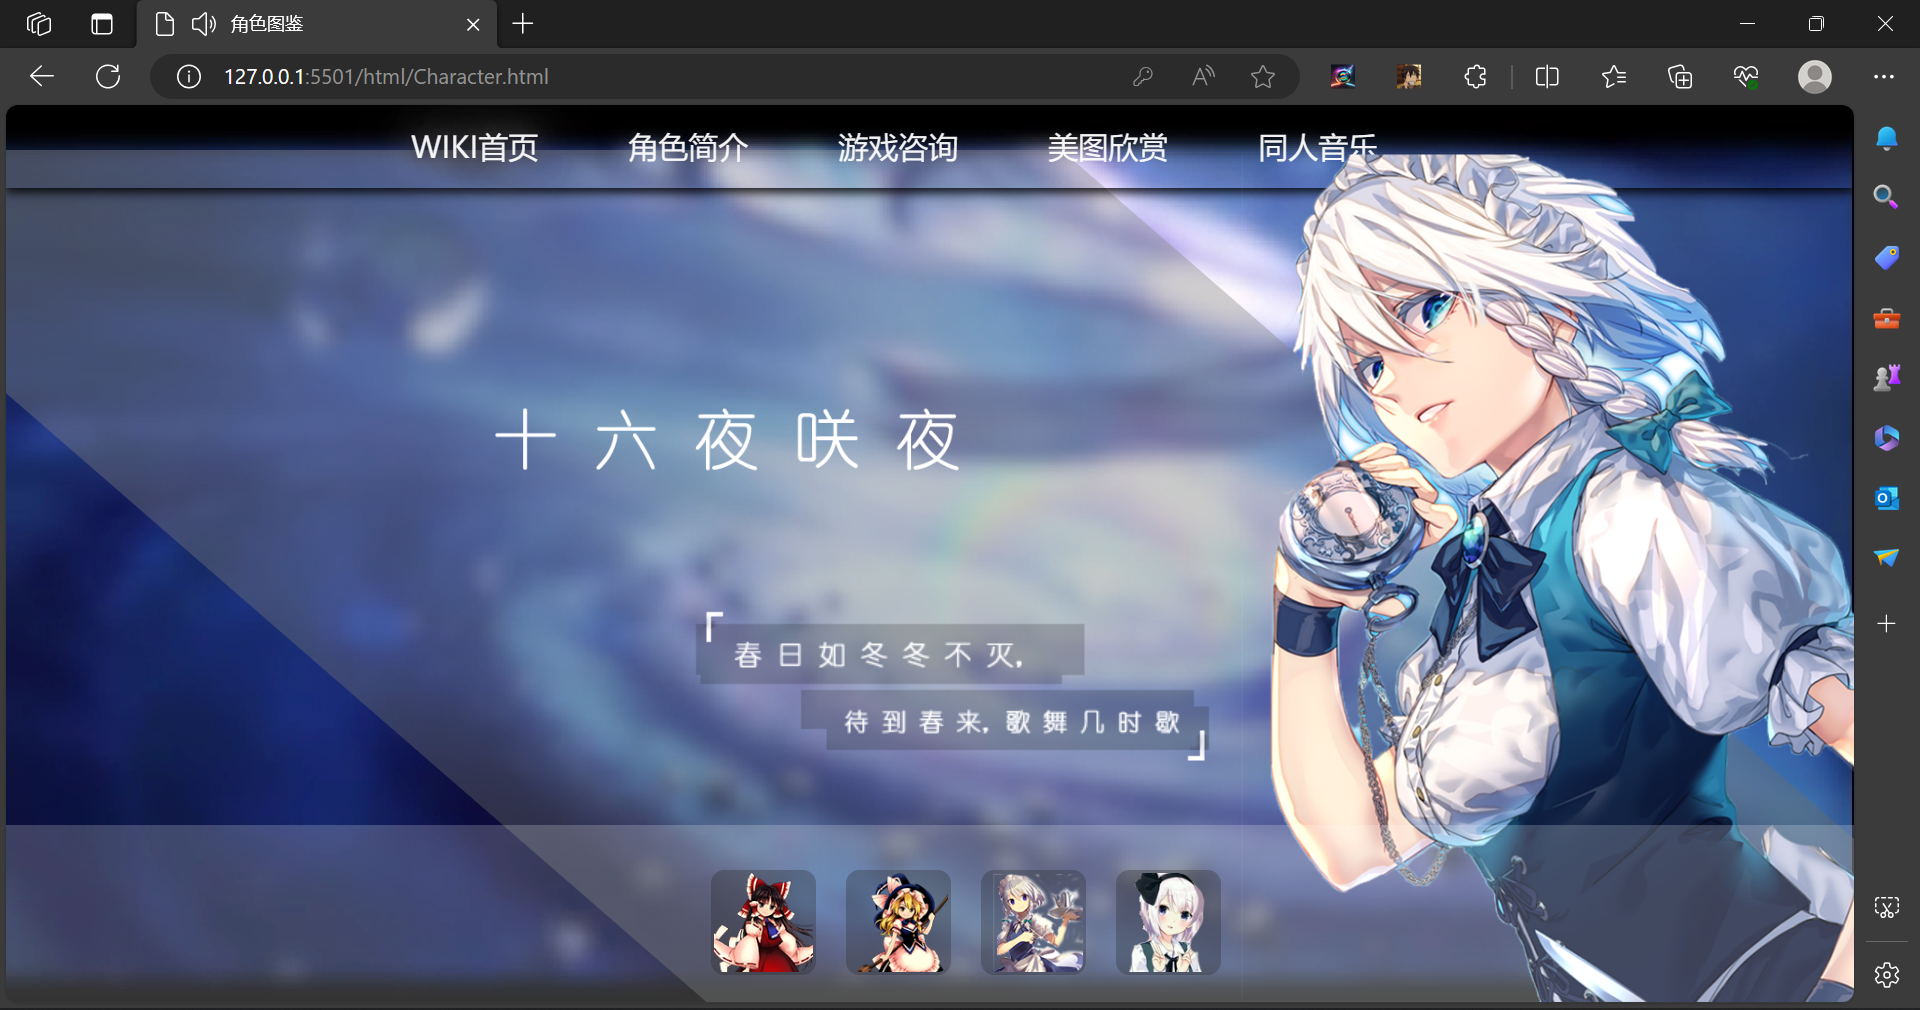 角色图鉴
127.0.0.1:5501/html/Character.html
WIKI首页 角色简介 游戏咨询 美图欣赏 同人音乐
十六夜咲夜
「春日如冬冬不灭,
待到春来,歌舞几时歇」